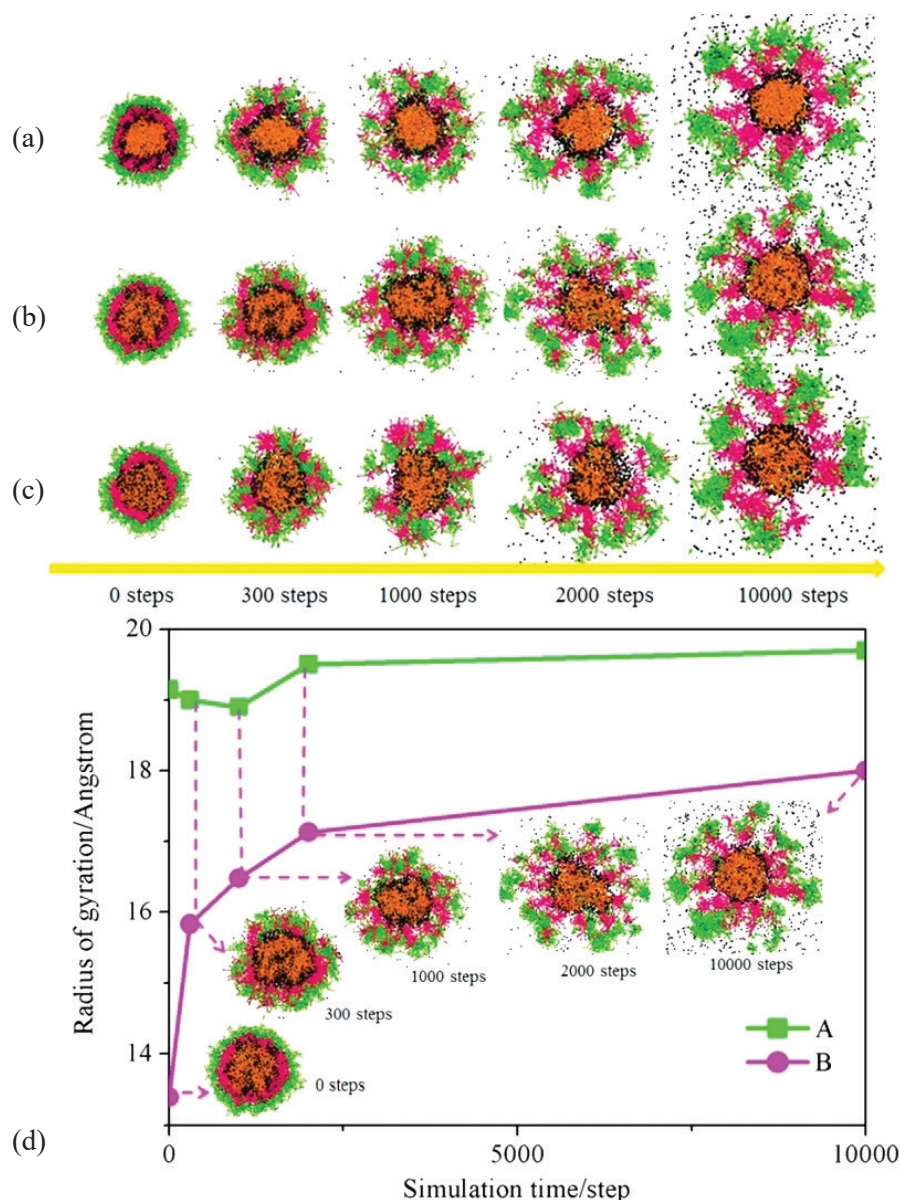 (a)
(b)
(c)
0 steps 300 steps 1000 steps 2000 steps 10000 steps
20
18
16
14
Radius of gyration/Angstrom
1000 steps
2000 steps
10000 steps
300 steps
0 steps
A
B
(d)
0 5000 10000
Simulation time/step